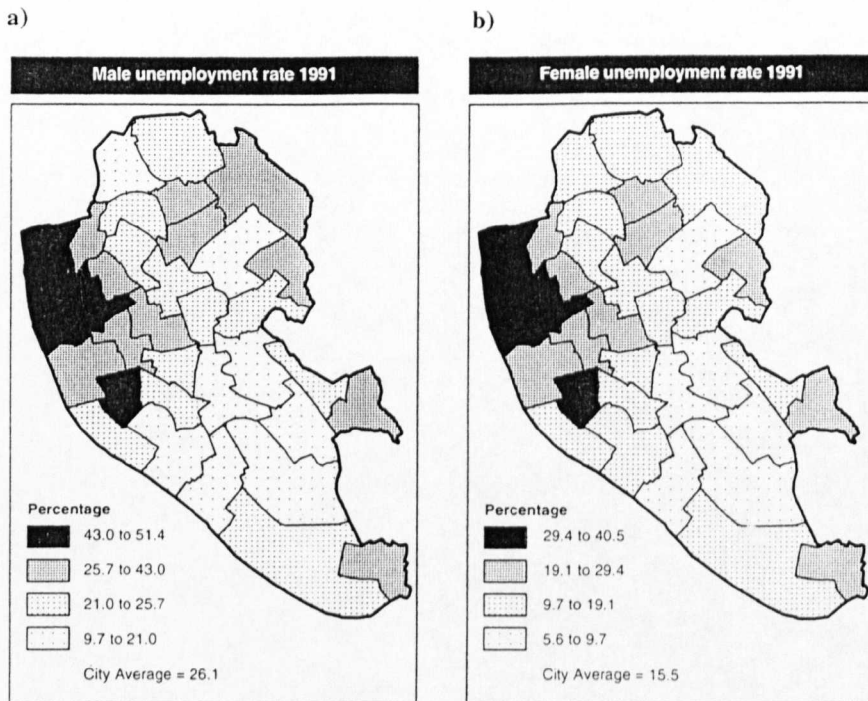 a)
Male unemployment rate 1991
Percentage
43.0 to 51.4
25.7 to 43.0
21.0 to 25.7
9.7 to 21.0
City Average = 26.1
b)
Female unemployment rate 1991
Percentage
29.4 to 40.5
19.1 to 29.4
9.7 to 19.1
5.6 to 9.7
City Average = 15.5